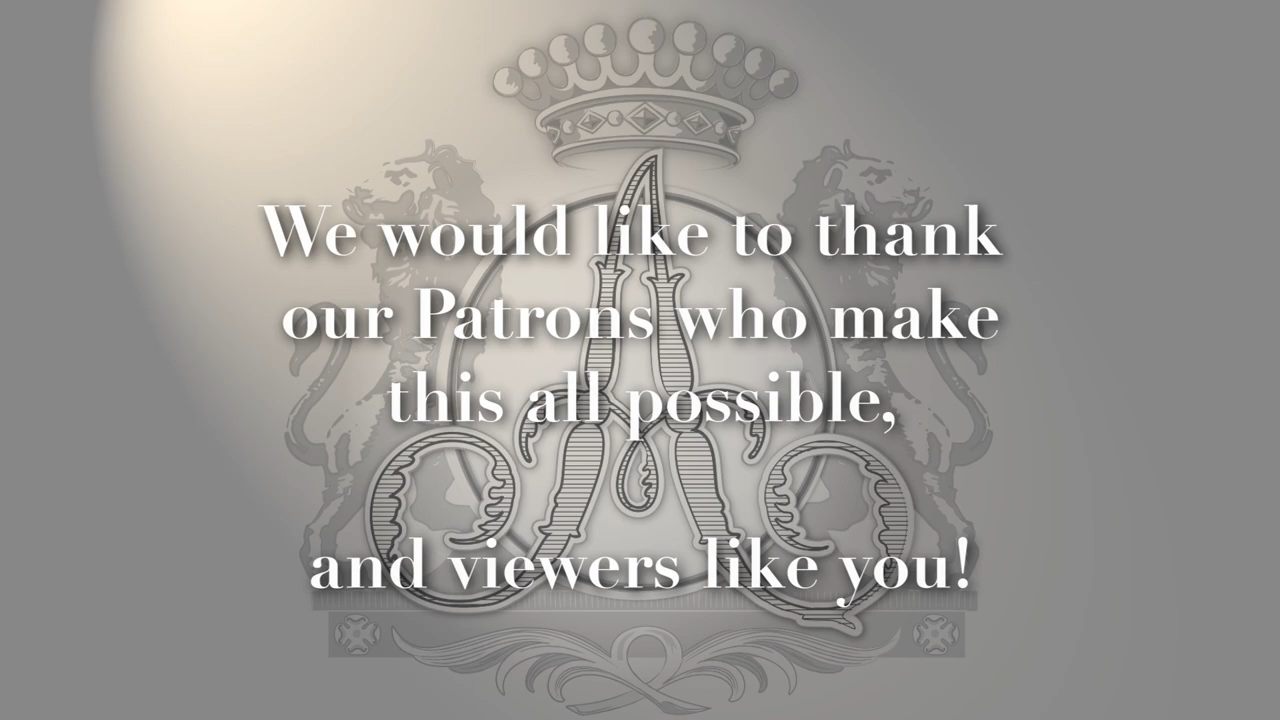 We would like to thank
our Patrons who make
this all possible,
and viewers like you!